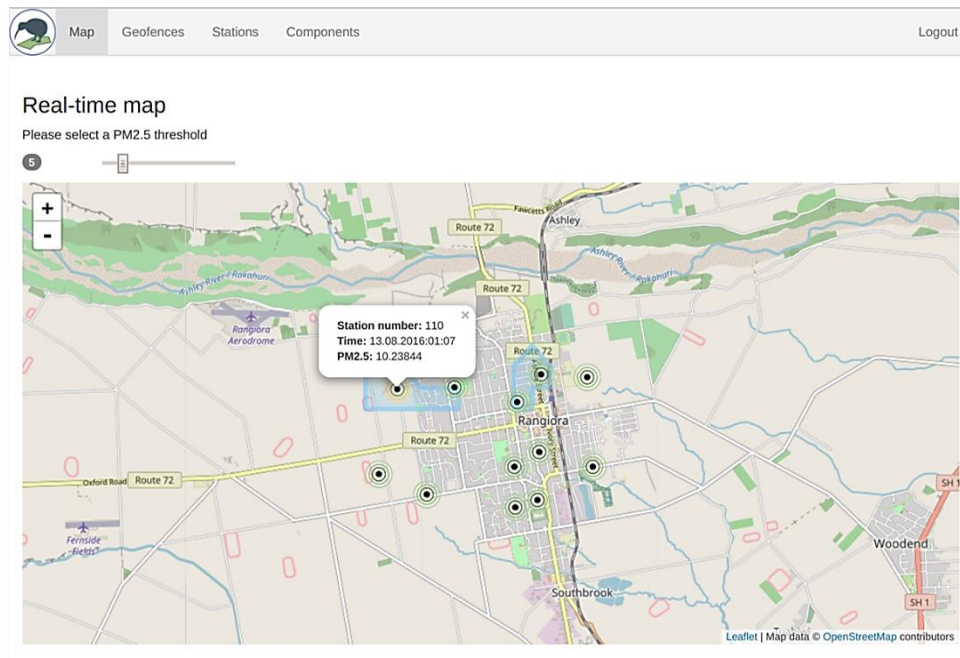 Map Geofences Stations Components Logout
Real-time map
Please select a PM2.5 threshold
5
+
-
Fawcetts Road
Ashley
Route 72
Ashley River / Rakahuri
Ashley River / Rakahuri
Route 72
Rangiora
Aerodrome
×
Station number: 110
Time: 13.08.2016:01:07
PM2.5: 10.23844
Route 72
Rangiora
Route 72
Oxford Road
Route 72
SH 1
Fernside
Fields
Woodend
Southbrook
SH 1
Leaflet | Map data © OpenStreetMap contributors